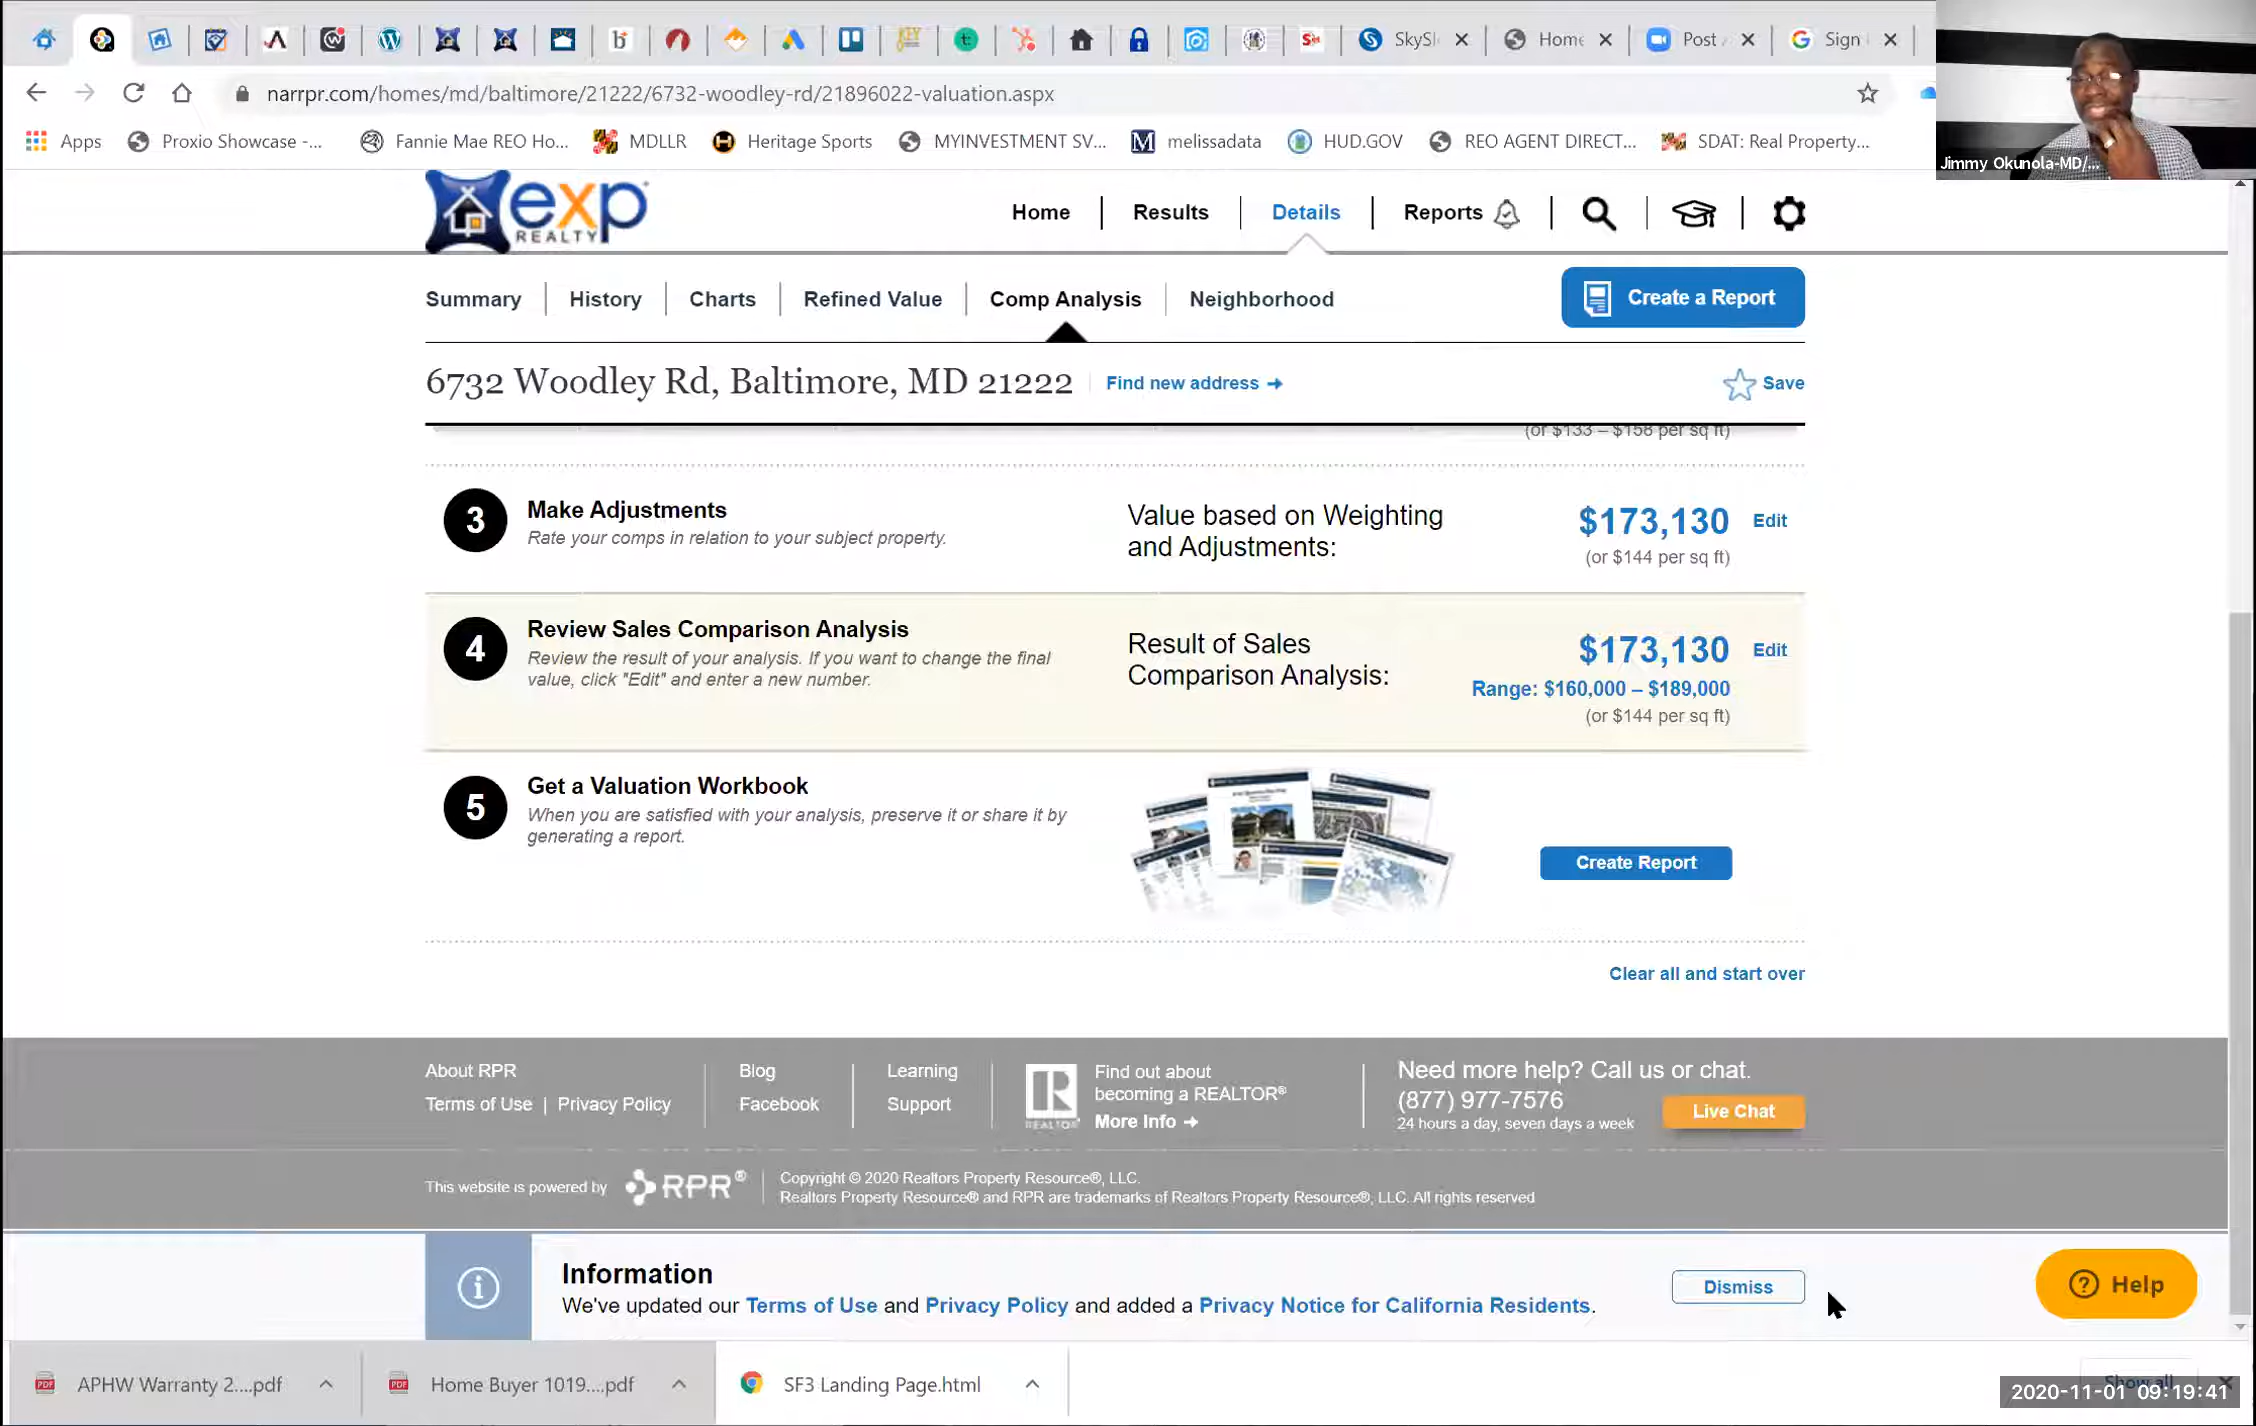 SkySl
Home
Post
Sign
narrpr.com/homes/md/baltimore/21222/6732-woodley-rd/21896022-valuation.aspx
Apps
Proxio Showcase -...
Fannie Mae REO Ho...
MDLLR
Heritage Sports
MYINVESTMENT SV...
melissadata
HUD.GOV
REO AGENT DIRECT...
SDAT: Real Property...
Jimmy Okunola-MD/...
exp
REALTY
Home
Results
Details
Reports
Summary
History
Charts
Refined Value
Comp Analysis
Neighborhood
Create a Report
6732 Woodley Rd, Baltimore, MD 21222
Find new address
Save
(or $133 – $158 per sq ft)
3
Make Adjustments
Rate your comps in relation to your subject property.
Value based on Weighting
and Adjustments:
$173,130
Edit
(or $144 per sq ft)
4
Review Sales Comparison Analysis
Review the result of your analysis. If you want to change the final
value, click "Edit" and enter a new number.
Result of Sales
Comparison Analysis:
$173,130
Edit
Range: $160,000 – $189,000
(or $144 per sq ft)
5
Get a Valuation Workbook
When you are satisfied with your analysis, preserve it or share it by
generating a report.
Create Report
Clear all and start over
About RPR
Terms of Use | Privacy Policy
Blog
Facebook
Learning
Support
REALTOR
Find out about
becoming a REALTOR®
More Info
Need more help? Call us or chat.
(877) 977-7576
24 hours a day, seven days a week
Live Chat
This website is powered by
RPR®
Copyright © 2020 Realtors Property Resource®, LLC.
Realtors Property Resource® and RPR are trademarks of Realtors Property Resource®, LLC. All rights reserved
Information
We've updated our Terms of Use and Privacy Policy and added a Privacy Notice for California Residents.
Dismiss
Help
APHW Warranty 2....pdf
Home Buyer 1019....pdf
SF3 Landing Page.html
Show all
2020-11-01 09:19:41